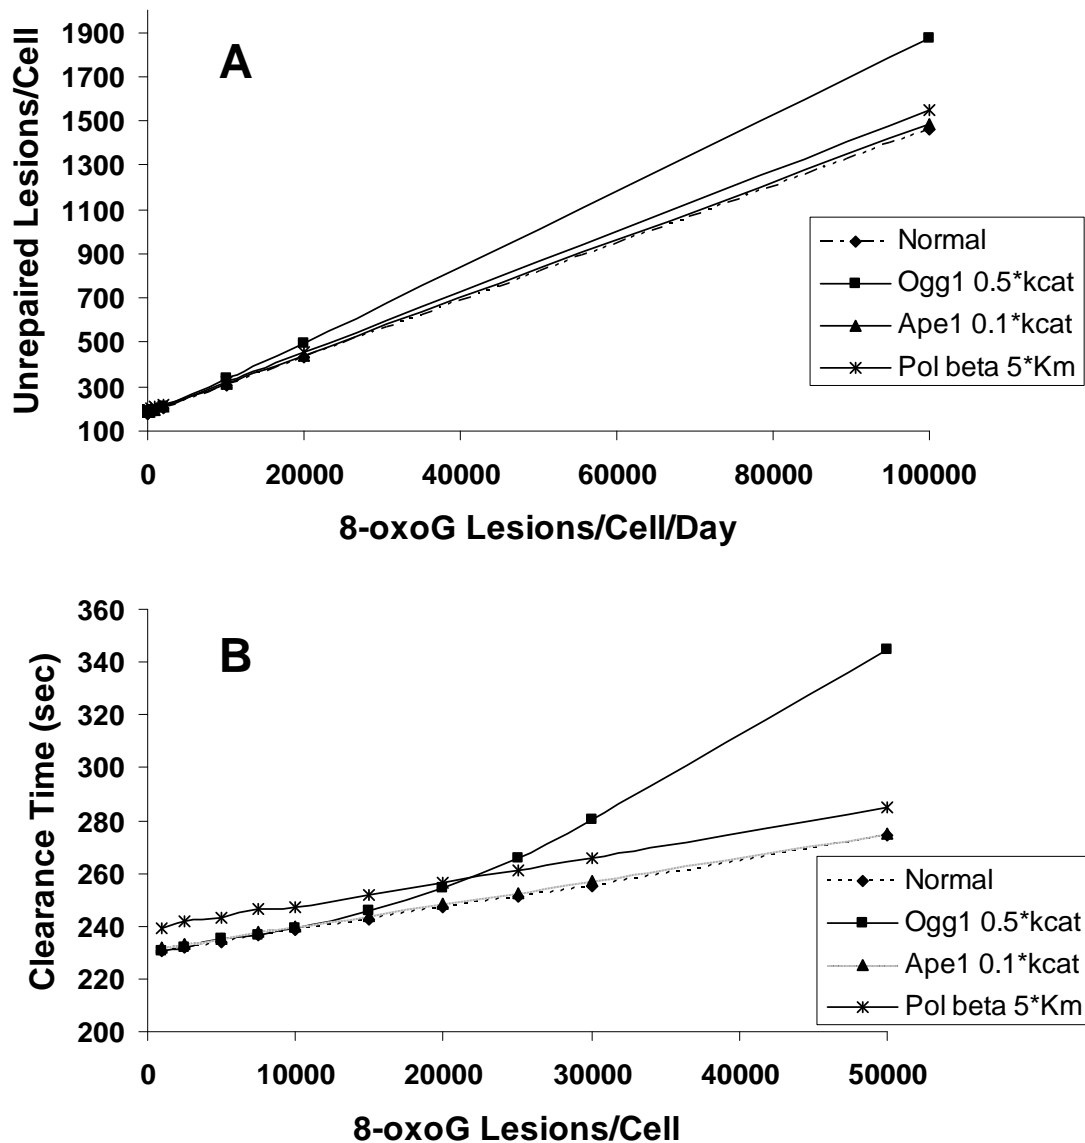 A
Unrepaired Lesions/Cell
1900
1700
1500
1300
1100
900
700
500
300
100
0 20000 40000 60000 80000 100000
8-oxoG Lesions/Cell/Day
Normal
Ogg1 0.5*kcat
Ape1 0.1*kcat
Pol beta 5*Km
B
Clearance Time (sec)
360
340
320
300
280
260
240
220
200
0 10000 20000 30000 40000 50000
8-oxoG Lesions/Cell
Normal
Ogg1 0.5*kcat
Ape1 0.1*kcat
Pol beta 5*Km